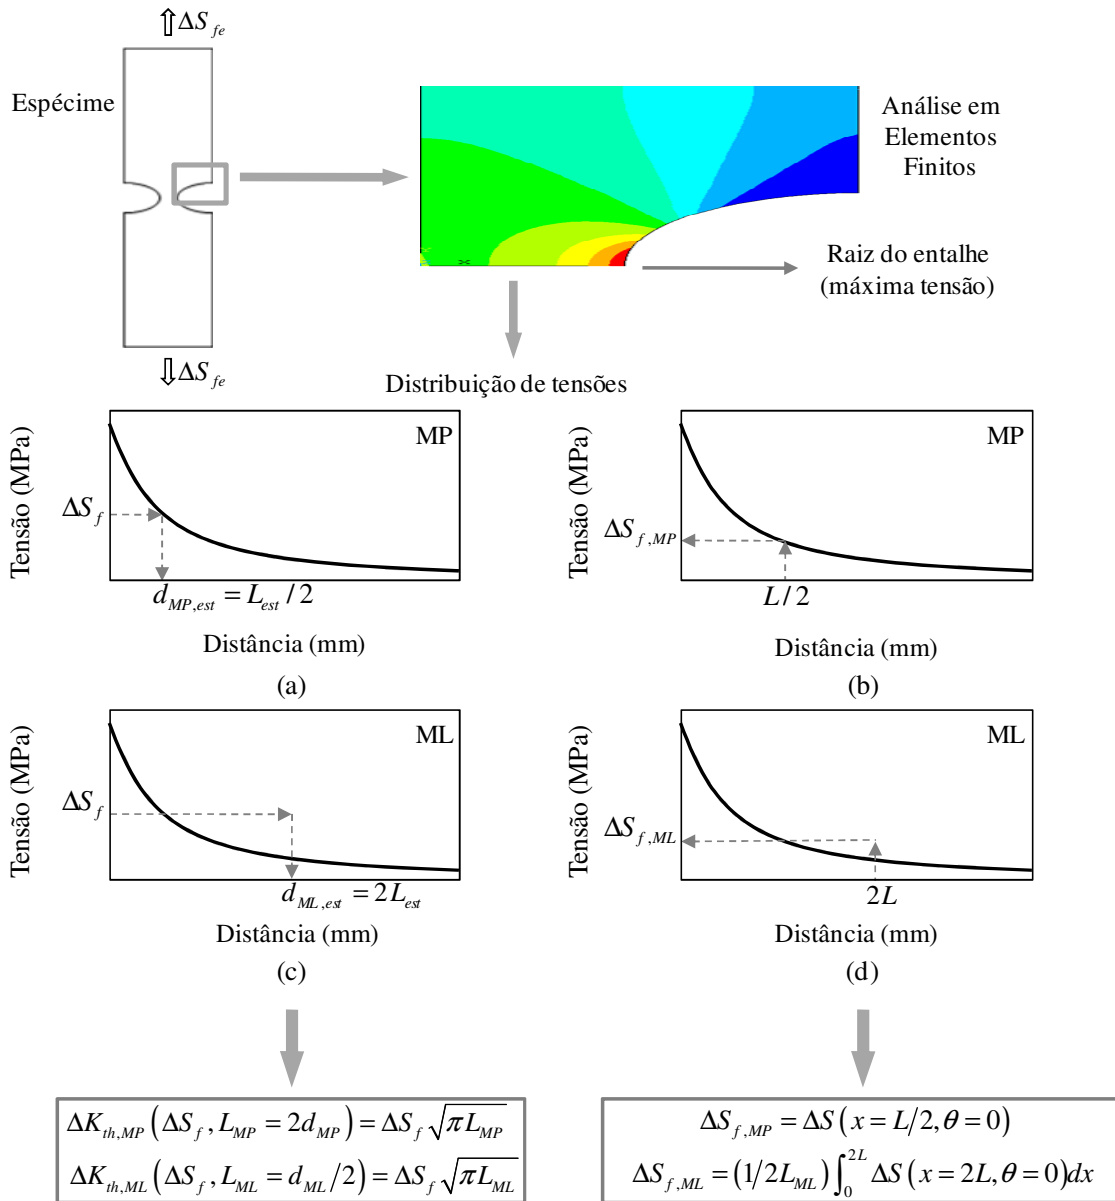 ⇧ΔS_fe
Espécime
Análise em
Elementos
Finitos
Raiz do entalhe
(máxima tensão)
⇩ΔS_fe
Distribuição de tensões
Tensão (MPa)
MP
ΔS_f
d_MP,est = L_est / 2
Distância (mm)
(a)
Tensão (MPa)
MP
ΔS_f,MP
L/2
Distância (mm)
(b)
Tensão (MPa)
ML
ΔS_f
d_ML,est = 2L_est
Distância (mm)
(c)
Tensão (MPa)
ML
ΔS_f,ML
2L
Distância (mm)
(d)
ΔK_th,MP (ΔS_f, L_MP = 2d_MP) = ΔS_f √(πL_MP)
ΔK_th,ML (ΔS_f, L_ML = d_ML/2) = ΔS_f √(πL_ML)
ΔS_f,MP = ΔS(x = L/2, θ = 0)
ΔS_f,ML = (1/2L_ML) ∫_0^2L ΔS(x = 2L, θ = 0)dx